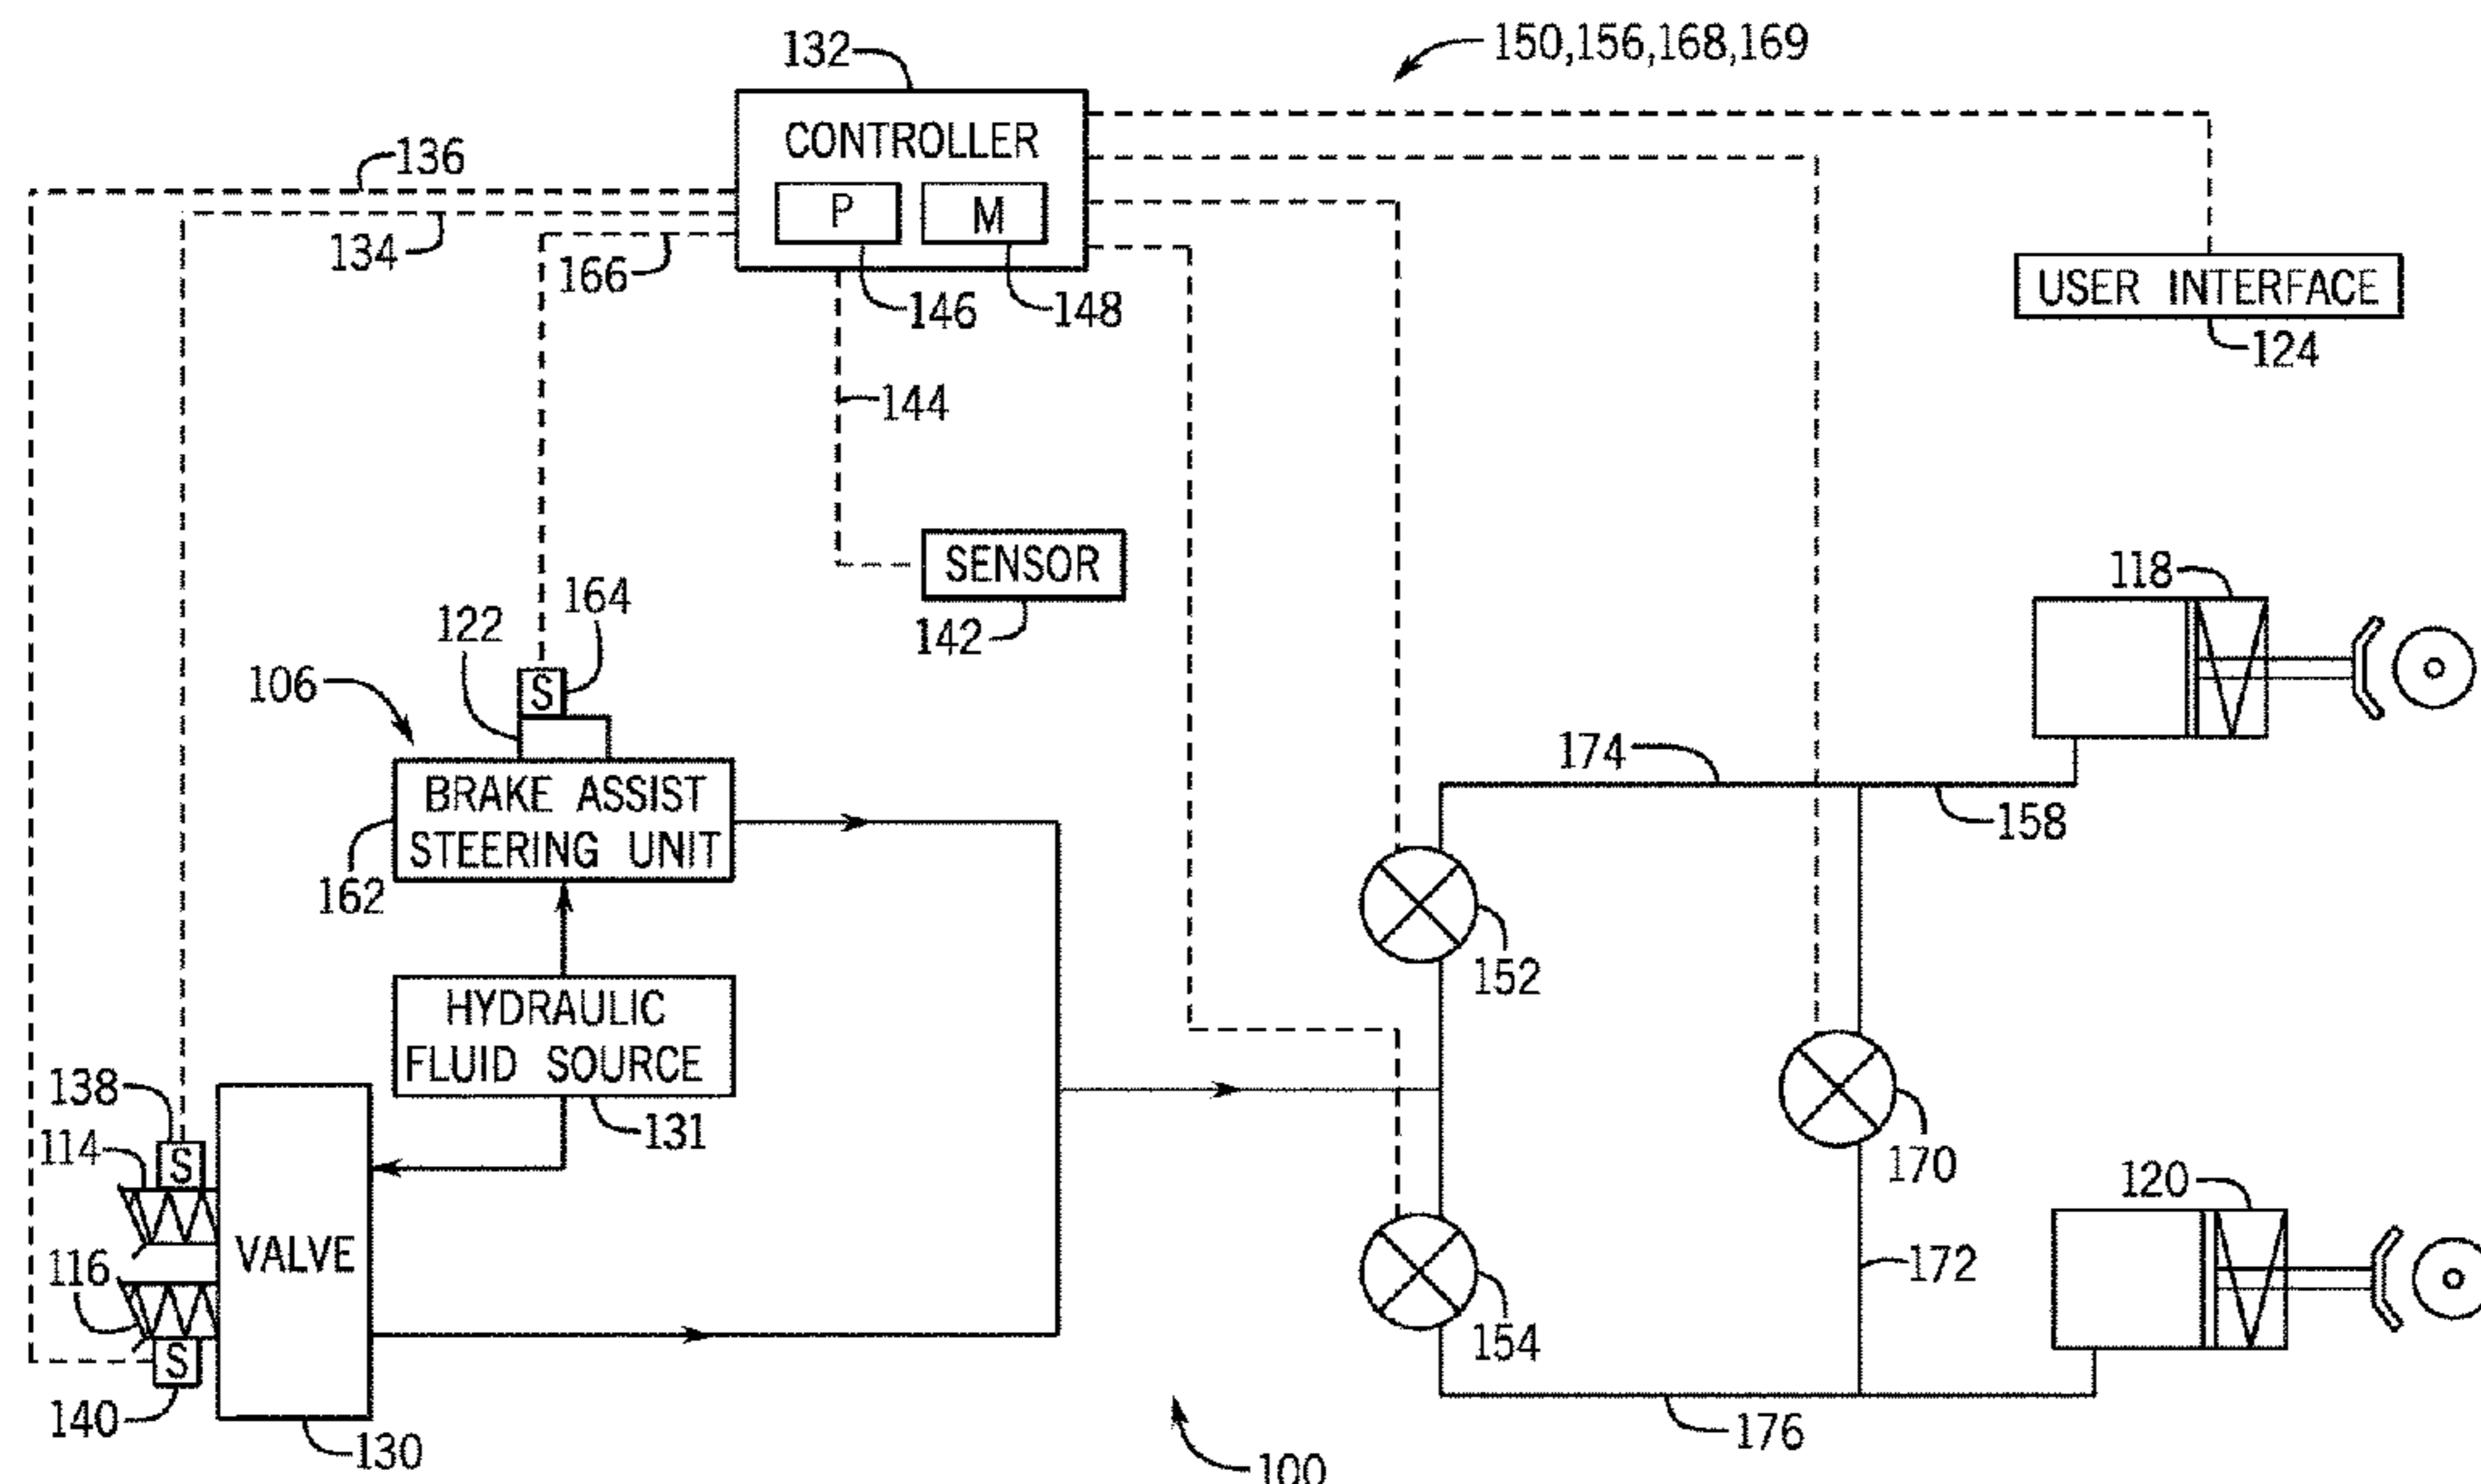 150,156,168,169
132
CONTROLLER
136
P
M
134
166
146
148
USER INTERFACE
124
144
SENSOR
142
118
164
122
S
106
174
BRAKE ASSIST
STEERING UNIT
158
162
152
HYDRAULIC
FLUID SOURCE
138
131
114
S
170
120
VALVE
116
172
154
S
140
176
130
100